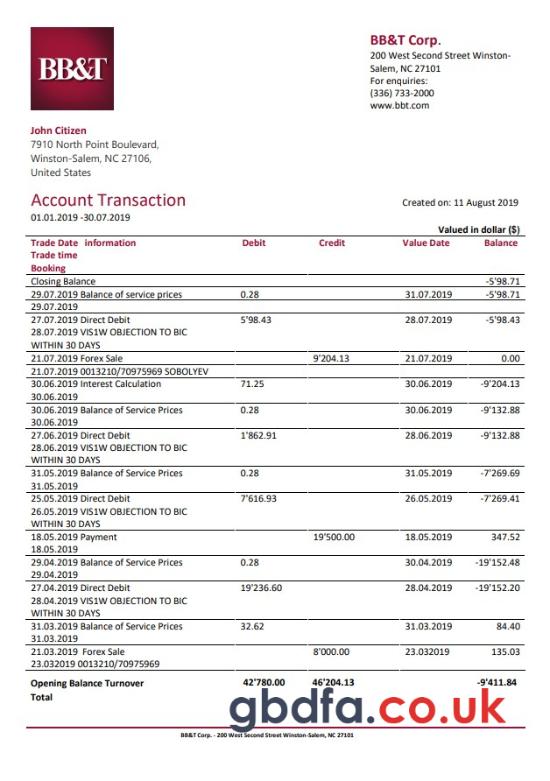 BB&T
BB&T Corp.
200 West Second Street Winston-
Salem, NC 27101
For enquiries:
(336) 733-2000
www.bbt.com
John Citizen
7910 North Point Boulevard,
Winston-Salem, NC 27106,
United States
Account Transaction
Created on: 11 August 2019
01.01.2019 -30.07.2019
Valued in dollar ($)
Trade Date information Debit Credit Value Date Balance
Trade time
Booking
Closing Balance -5'98.71
29.07.2019 Balance of service prices 0.28 31.07.2019 -5'98.71
29.07.2019
27.07.2019 Direct Debit 5'98.43 28.07.2019 -5'98.43
28.07.2019 VIS1W OBJECTION TO BIC
WITHIN 30 DAYS
21.07.2019 Forex Sale 9'204.13 21.07.2019 0.00
21.07.2019 0013210/70975969 SOBOLYEV
30.06.2019 Interest Calculation 71.25 30.06.2019 -9'204.13
30.06.2019
30.06.2019 Balance of Service Prices 0.28 30.06.2019 -9'132.88
30.06.2019
27.06.2019 Direct Debit 1'862.91 28.06.2019 -9'132.88
28.06.2019 VIS1W OBJECTION TO BIC
WITHIN 30 DAYS
31.05.2019 Balance of Service Prices 0.28 31.05.2019 -7'269.69
31.05.2019
25.05.2019 Direct Debit 7'616.93 26.05.2019 -7'269.41
26.05.2019 VIS1W OBJECTION TO BIC
WITHIN 30 DAYS
18.05.2019 Payment 19'500.00 18.05.2019 347.52
18.05.2019
29.04.2019 Balance of Service Prices 0.28 30.04.2019 -19'152.48
29.04.2019
27.04.2019 Direct Debit 19'236.60 28.04.2019 -19'152.20
28.04.2019 VIS1W OBJECTION TO BIC
WITHIN 30 DAYS
31.03.2019 Balance of Service Prices 32.62 31.03.2019 84.40
31.03.2019
21.03.2019 Forex Sale 8'000.00 23.032019 135.03
23.032019 0013210/70975969
Opening Balance Turnover 42'780.00 46'204.13 -9'411.84
Total
gbdfa.co.uk
BB&T Corp. - 200 West Second Street Winston-Salem, NC 27101